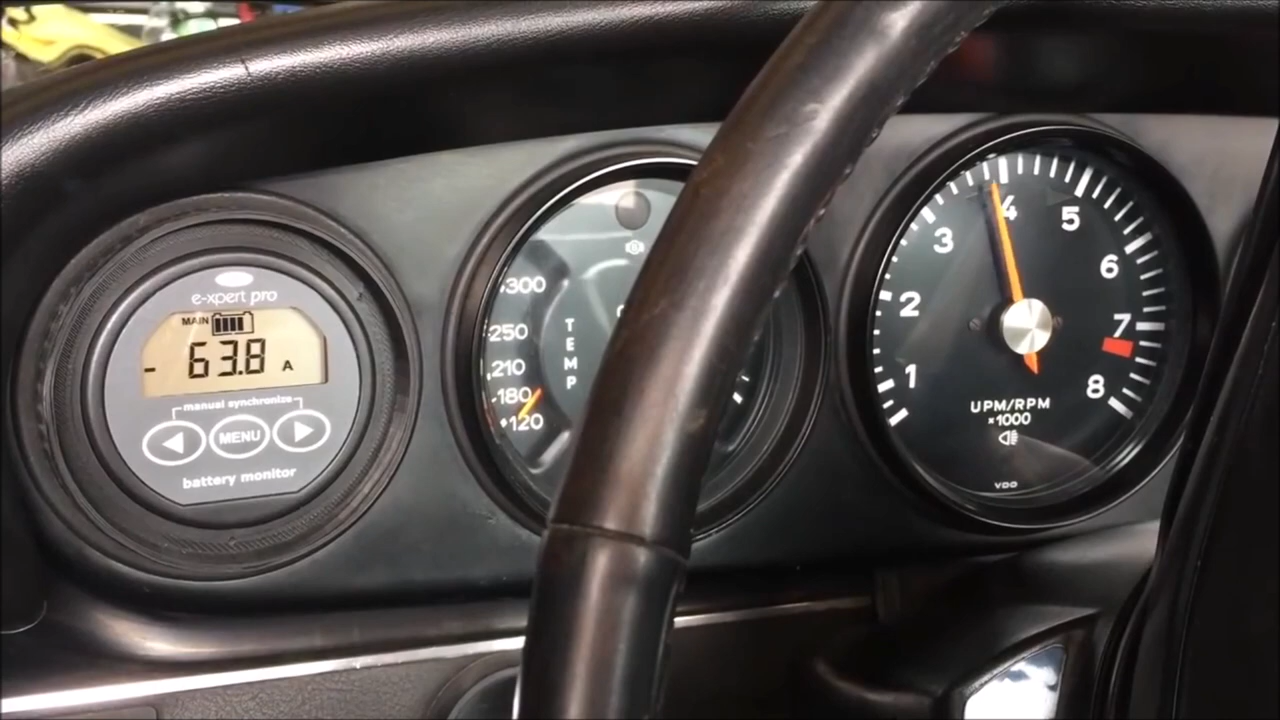 e-xpert pro
MAIN
- 63.8 A
manual synchronize
MENU
battery monitor
300
250
210
180
120
TEMP
1
2
3
4
5
6
7
8
UPM/RPM
x1000
VDO